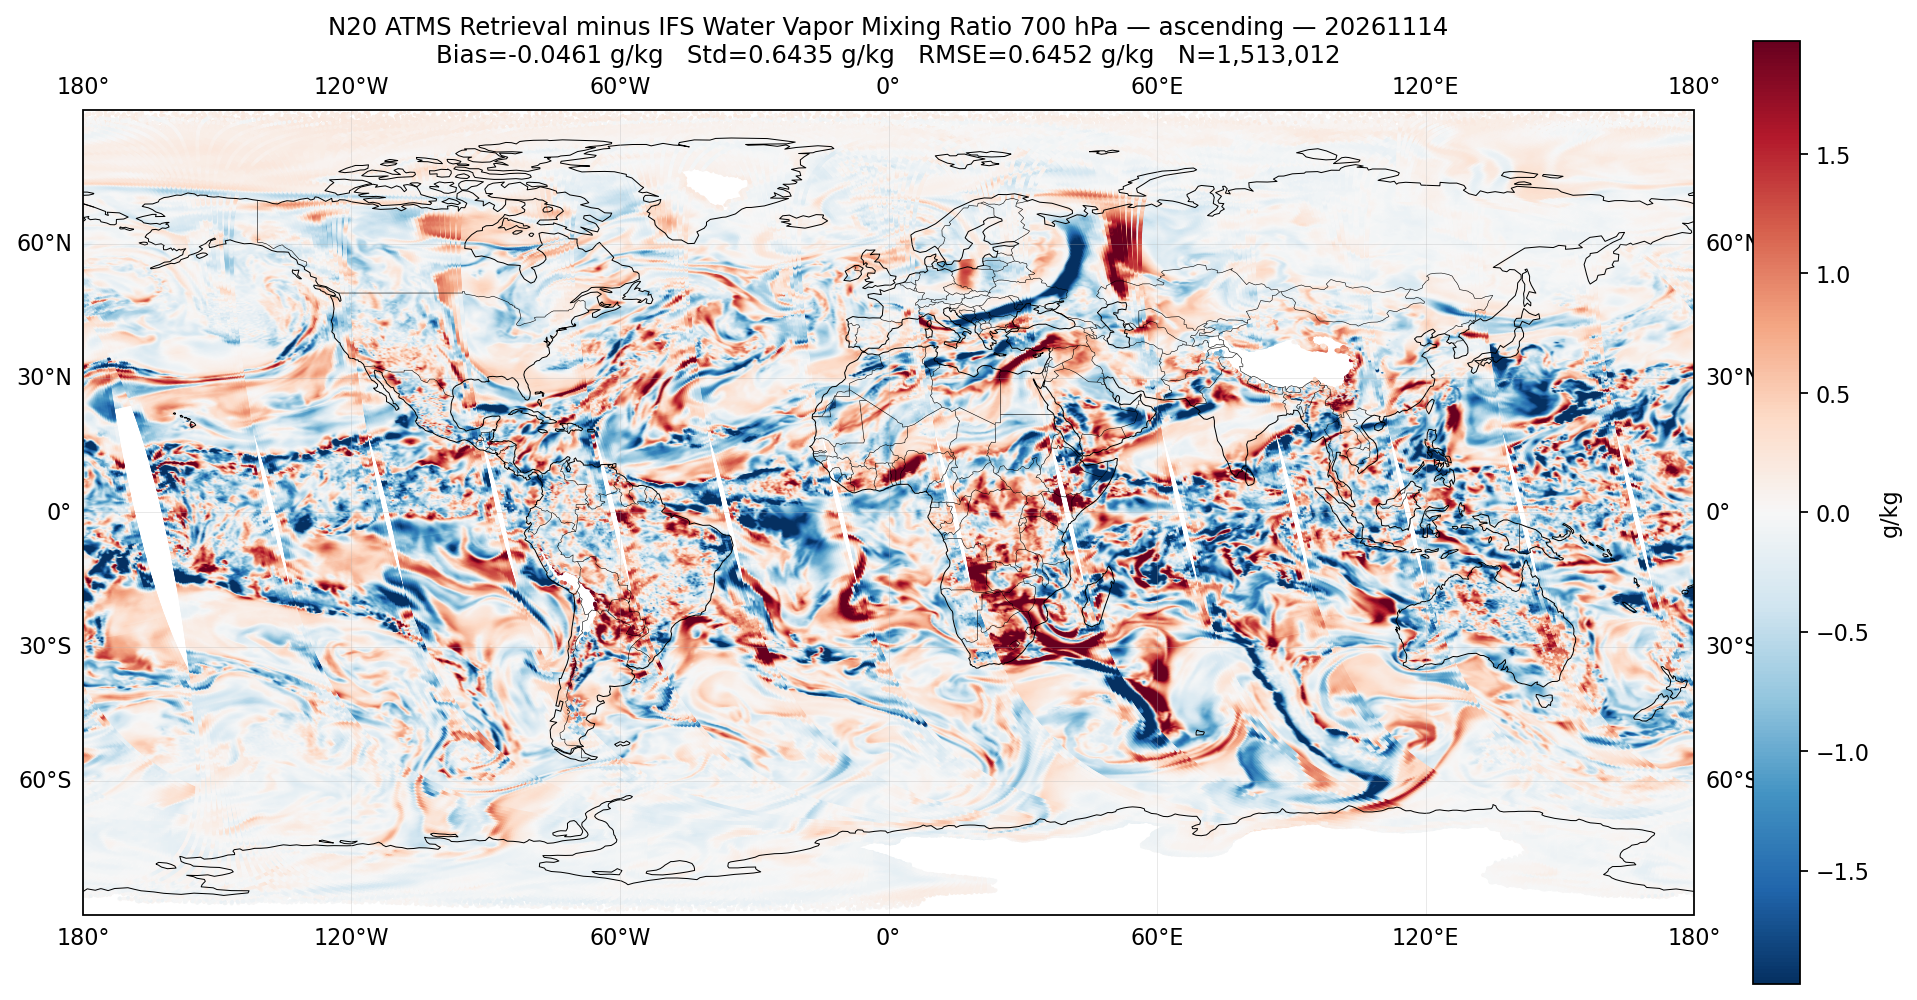 N20 ATMS Retrieval minus IFS Water Vapor Mixing Ratio 700 hPa — ascending — 20261114
Bias=-0.0461 g/kg Std=0.6435 g/kg RMSE=0.6452 g/kg N=1,513,012
180° 120°W 60°W 0° 60°E 120°E 180°
60°N 60°N
30°N 30°N
0° 0°
30°S 30°S
60°S 60°S
180° 120°W 60°W 0° 60°E 120°E 180°
1.5
1.0
0.5
0.0
−0.5
−1.0
−1.5
g/kg